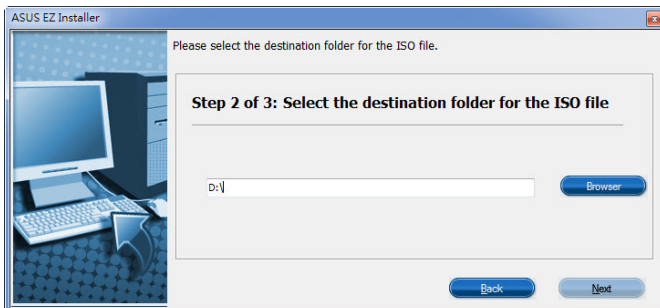 ASUS EZ Installer
Please select the destination folder for the ISO file.
Step 2 of 3: Select the destination folder for the ISO file
D:\
Browser
Back
Next